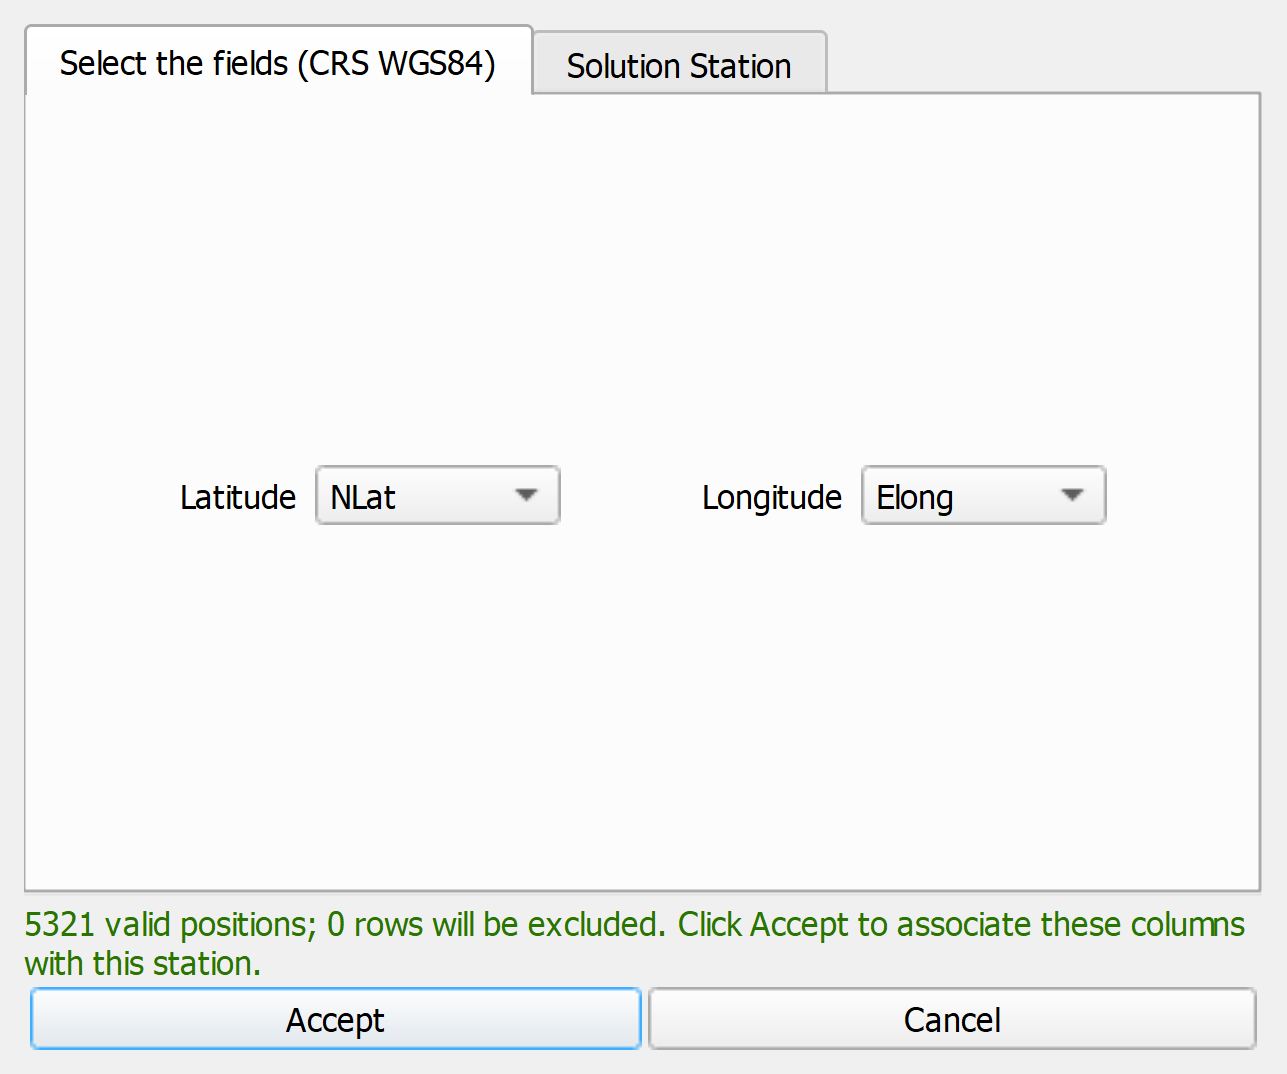 Select the fields (CRS WGS84)
Solution Station
Latitude NLat Longitude Elong
5321 valid positions; 0 rows will be excluded. Click Accept to associate these columns
with this station.
Accept Cancel